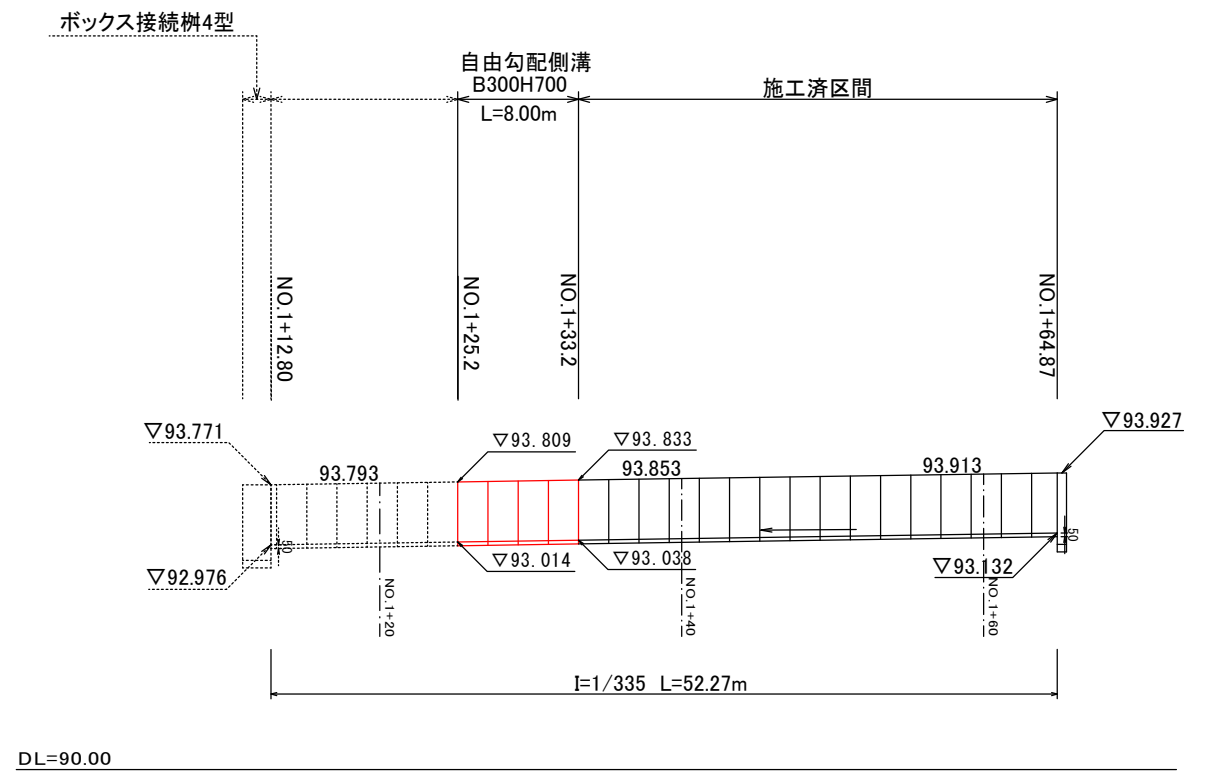 ボックス接続桝4型
自由勾配側溝
B300H700
L=8.00m
施工済区間
NO.1+12.80
NO.1+25.2
NO.1+33.2
NO.1+64.87
▽93.771
▽93.809
▽93.833
▽93.927
93.793
93.853
93.913
50
50
▽92.976
▽93.014
▽93.038
▽93.132
NO.1+20
NO.1+40
NO.1+60
I=1/335 L=52.27m
DL=90.00